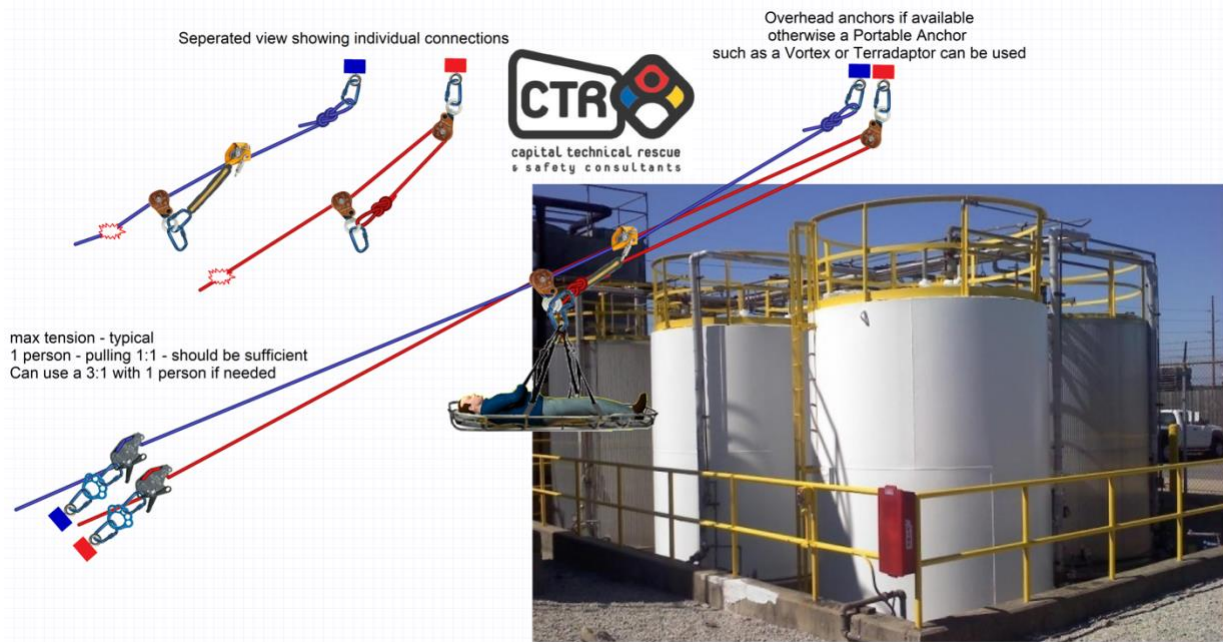 Seperated view showing individual connections
Overhead anchors if available
otherwise a Portable Anchor
such as a Vortex or Terradaptor can be used
CTR
capital technical rescue
& safety consultants
max tension - typical
1 person - pulling 1:1 - should be sufficient
Can use a 3:1 with 1 person if needed